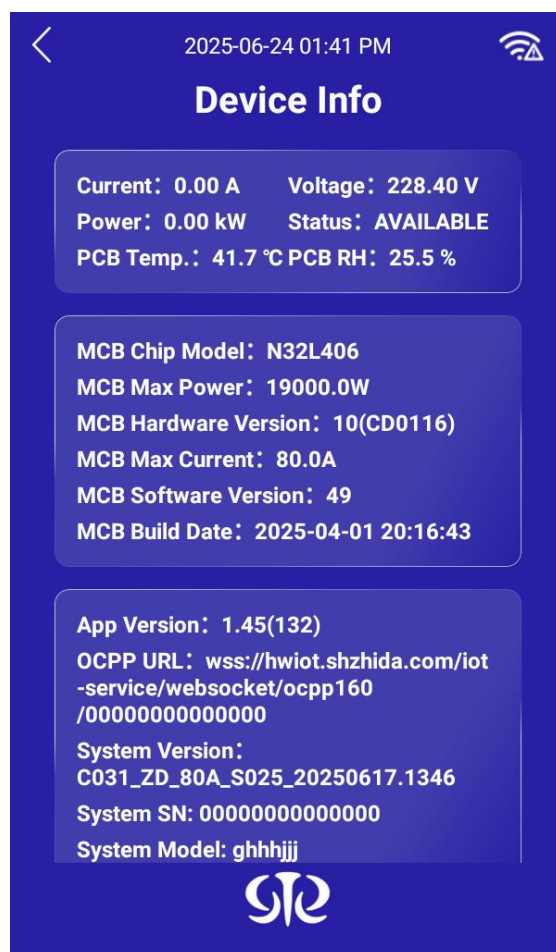 2025-06-24 01:41 PM
Device Info
Current：0.00 A Voltage：228.40 V
Power：0.00 kW Status：AVAILABLE
PCB Temp.：41.7 ℃ PCB RH：25.5 %
MCB Chip Model：N32L406
MCB Max Power：19000.0W
MCB Hardware Version：10(CD0116)
MCB Max Current：80.0A
MCB Software Version：49
MCB Build Date：2025-04-01 20:16:43
App Version：1.45(132)
OCPP URL：wss://hwiot.shzhida.com/iot
-service/websocket/ocpp160
/00000000000000
System Version：
C031_ZD_80A_S025_20250617.1346
System SN: 00000000000000
System Model: ghhhjjj